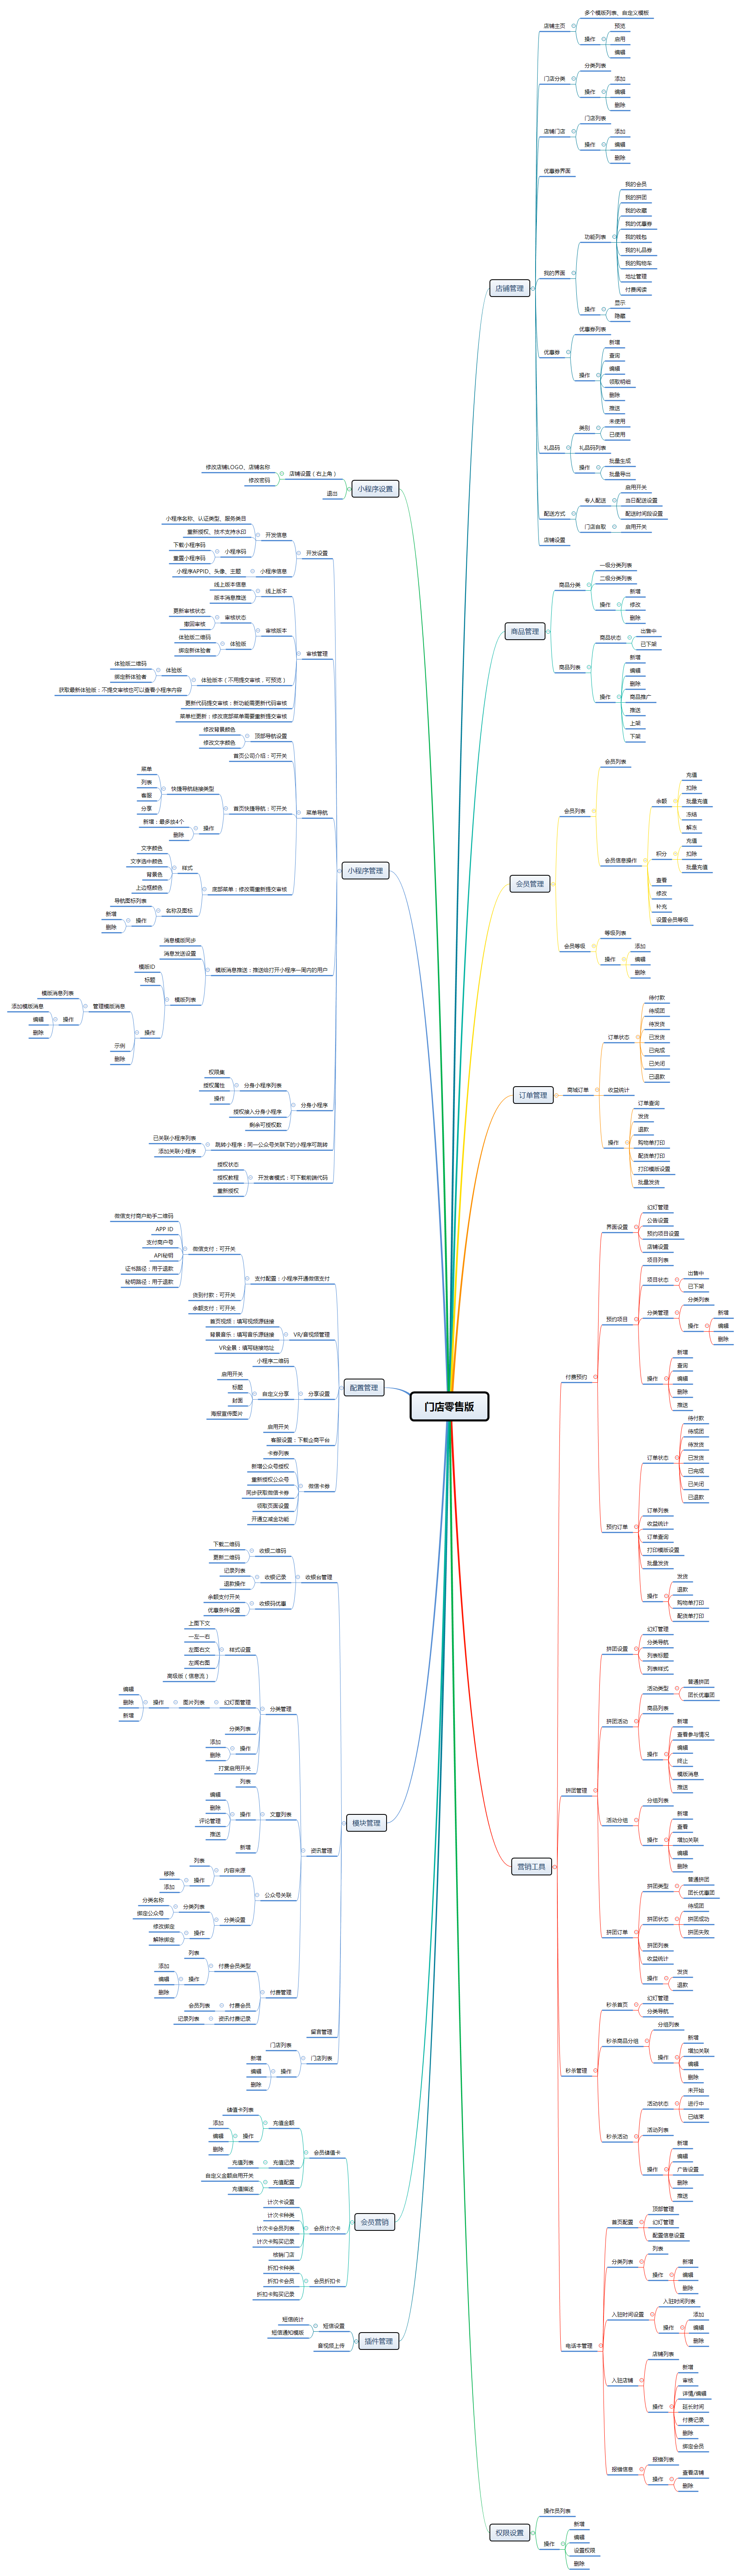 门店零售版
店铺管理
店铺主页
多个模版列表、自定义模板
操作
预览
启用
编辑
门店分类
分类列表
操作
添加
编辑
删除
店铺门店
门店列表
操作
添加
编辑
删除
优惠券界面
我的界面
功能列表
我的会员
我的拼团
我的收藏
我的优惠券
我的钱包
我的礼品券
我的购物车
地址管理
付费阅读
操作
显示
隐藏
优惠券
优惠券列表
操作
新增
查询
编辑
领取明细
删除
推送
礼品码
类别
未使用
已使用
礼品码列表
操作
批量生成
批量导出
配送方式
专人配送
启用开关
当日配送设置
配送时间段设置
门店自取
启用开关
店铺设置
商品管理
商品分类
一级分类列表
二级分类列表
操作
新增
修改
删除
商品列表
商品状态
出售中
已下架
操作
新增
编辑
删除
商品推广
推送
上架
下架
会员管理
会员列表
会员列表
会员信息操作
余额
充值
扣除
批量充值
冻结
解冻
积分
充值
扣除
批量充值
查看
修改
补充
设置会员等级
会员等级
等级列表
操作
添加
编辑
删除
订单管理
商城订单
订单状态
待付款
待成团
待发货
已发货
已完成
已关闭
已退款
收益统计
操作
订单查询
发货
退款
购物单打印
配货单打印
打印模版设置
批量发货
营销工具
付费预约
界面设置
幻灯管理
公告设置
预约项目设置
店铺设置
预约项目
项目列表
项目状态
出售中
已下架
分类管理
分类列表
操作
新增
编辑
删除
操作
新增
查询
编辑
删除
推送
预约订单
订单状态
待付款
待成团
待发货
已发货
已完成
已关闭
已退款
订单列表
收益统计
订单查询
打印模版设置
批量发货
操作
发货
退款
购物单打印
配货单打印
拼团管理
拼团设置
幻灯管理
分类导航
列表标题
列表样式
拼团活动
活动类型
普通拼团
团长优惠团
商品列表
操作
新增
查看参与情况
编辑
终止
模版消息
推送
活动分组
分组列表
操作
新增
查看
增加关联
编辑
删除
拼团订单
拼团类型
普通拼团
团长优惠团
拼团状态
待成团
拼团成功
拼团失败
拼团列表
收益统计
操作
发货
退款
秒杀管理
秒杀首页
幻灯管理
分类导航
秒杀商品分组
分组列表
操作
新增
增加关联
编辑
删除
秒杀活动
活动状态
未开始
进行中
已结束
活动列表
操作
新增
编辑
广告设置
删除
推送
电话本管理
首页配置
顶部管理
幻灯管理
配置信息设置
分类列表
列表
操作
新增
编辑
删除
入驻时间设置
入驻时间列表
操作
添加
编辑
删除
入驻店铺
店铺列表
操作
新增
审核
详情/编辑
延长时间
付费记录
删除
绑定会员
报错信息
报错列表
操作
查看店铺
删除
权限设置
操作员列表
操作
新增
编辑
设置权限
删除
小程序设置
店铺设置（右上角）
修改店铺LOGO、店铺名称
修改密码
退出
小程序管理
开发设置
开发信息
小程序名称、认证类型、服务类目
重新授权、技术支持水印
小程序码
下载小程序码
重置小程序码
小程序信息
小程序APPID、头像、主题
审核管理
线上版本
线上版本信息
版本消息推送
审核版本
审核状态
更新审核状态
撤回审核
体验版
体验版二维码
绑定新体验者
体验版本（不用提交审核，可预览）
体验版
体验版二维码
绑定新体验者
获取最新体验版：不提交审核也可以查看小程序内容
更新代码提交审核：新功能需更新代码审核
菜单栏更新：修改底部菜单需要重新提交审核
菜单导航
顶部导航设置
修改背景颜色
修改文字颜色
首页公司介绍：可开关
首页快捷导航：可开关
快捷导航链接类型
菜单
列表
客服
分享
操作
新增：最多放4个
删除
底部菜单：修改需重新提交审核
样式
文字颜色
文字选中颜色
背景色
上边框颜色
名称及图标
导航图标列表
操作
新增
删除
模版消息推送：推送给打开小程序一周内的用户
消息模版同步
消息发送设置
模版列表
模版ID
标题
操作
管理模版消息
模版消息列表
操作
添加模版消息
编辑
删除
示例
删除
分身小程序
分身小程序列表
权限集
授权属性
操作
授权接入分身小程序
剩余可授权数
跳转小程序：同一公众号关联下的小程序可跳转
已关联小程序列表
添加关联小程序
开发者模式：可下载前端代码
授权状态
授权教程
重新授权
配置管理
支付配置：小程序开通微信支付
微信支付：可开关
微信支付商户助手二维码
APP ID
支付商户号
API秘钥
证书路径：用于退款
秘钥路径：用于退款
货到付款：可开关
余额支付：可开关
VR/音视频管理
首页视频：填写视频源链接
背景音乐：填写音乐源链接
VR全景：填写链接地址
分享设置
小程序二维码
自定义分享
启用开关
标题
封面
海报宣传图片
启用开关
客服设置：下载企商平台
微信卡券
卡券列表
新增公众号授权
重新授权公众号
同步获取微信卡券
领取页面设置
开通立减金功能
模块管理
收银台管理
收银二维码
下载二维码
更新二维码
收银记录
记录列表
退款操作
收银码优惠
余额支付开关
优惠条件设置
资讯管理
分类管理
样式设置
上图下文
一左一右
左图右文
左阁右图
高级版（信息流）
幻灯图管理
图片列表
操作
编辑
删除
新增
分类列表
操作
添加
删除
打赏启用开关
文章列表
列表
操作
编辑
删除
评论管理
推送
新增
公众号关联
内容来源
列表
操作
移除
添加
分类设置
分类列表
分类名称
绑定公众号
操作
修改绑定
解除绑定
付费管理
付费会员类型
列表
操作
添加
编辑
删除
付费会员
会员列表
资讯付费记录
记录列表
留言管理
门店列表
门店列表
操作
新增
编辑
删除
会员营销
会员储值卡
充值金额
储值卡列表
操作
添加
编辑
删除
充值记录
充值列表
充值配置
自定义金额启用开关
充值描述
会员计次卡
计次卡设置
计次卡种类
计次卡会员列表
计次卡购买记录
核销门店
会员折扣卡
折扣卡种类
折扣卡会员
折扣卡购买记录
插件管理
短信设置
短信统计
短信通知模版
音视频上传